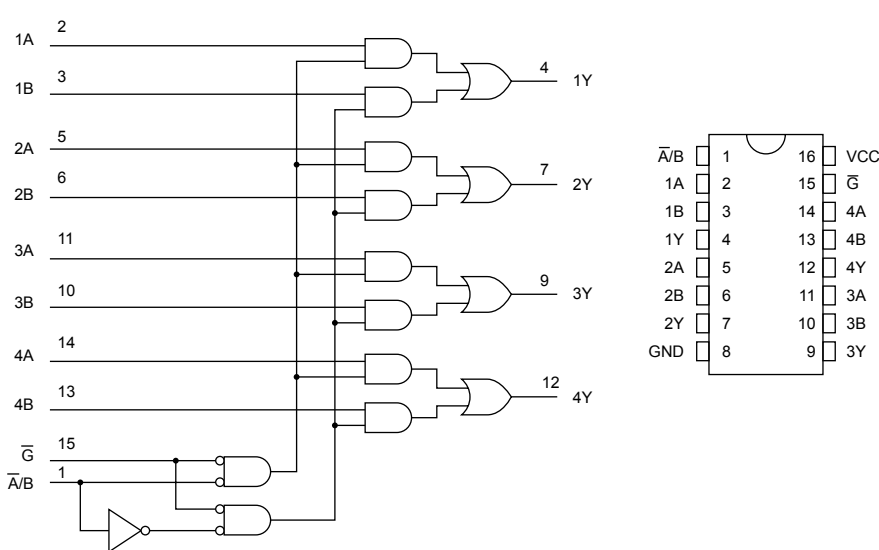 1A 2
1B 3
4 1Y
2A 5
2B 6
7 2Y
3A 11
3B 10
9 3Y
4A 14
4B 13
12 4Y
G̅ 15
A̅/B 1
A̅/B 1 16 VCC
1A 2 15 G̅
1B 3 14 4A
1Y 4 13 4B
2A 5 12 4Y
2B 6 11 3A
2Y 7 10 3B
GND 8 9 3Y